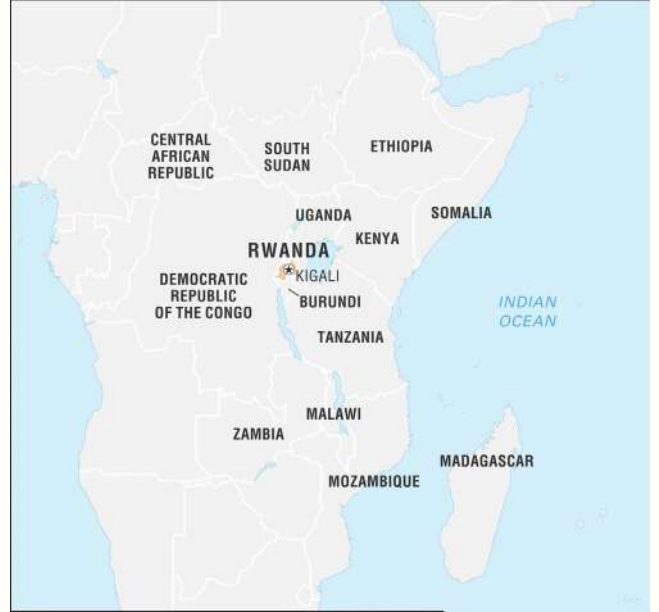 CENTRAL
AFRICAN
REPUBLIC
SOUTH
SUDAN
ETHIOPIA
UGANDA
SOMALIA
KENYA
RWANDA
KIGALI
DEMOCRATIC
REPUBLIC
OF THE CONGO
BURUNDI
INDIAN
OCEAN
TANZANIA
MALAWI
ZAMBIA
MADAGASCAR
MOZAMBIQUE